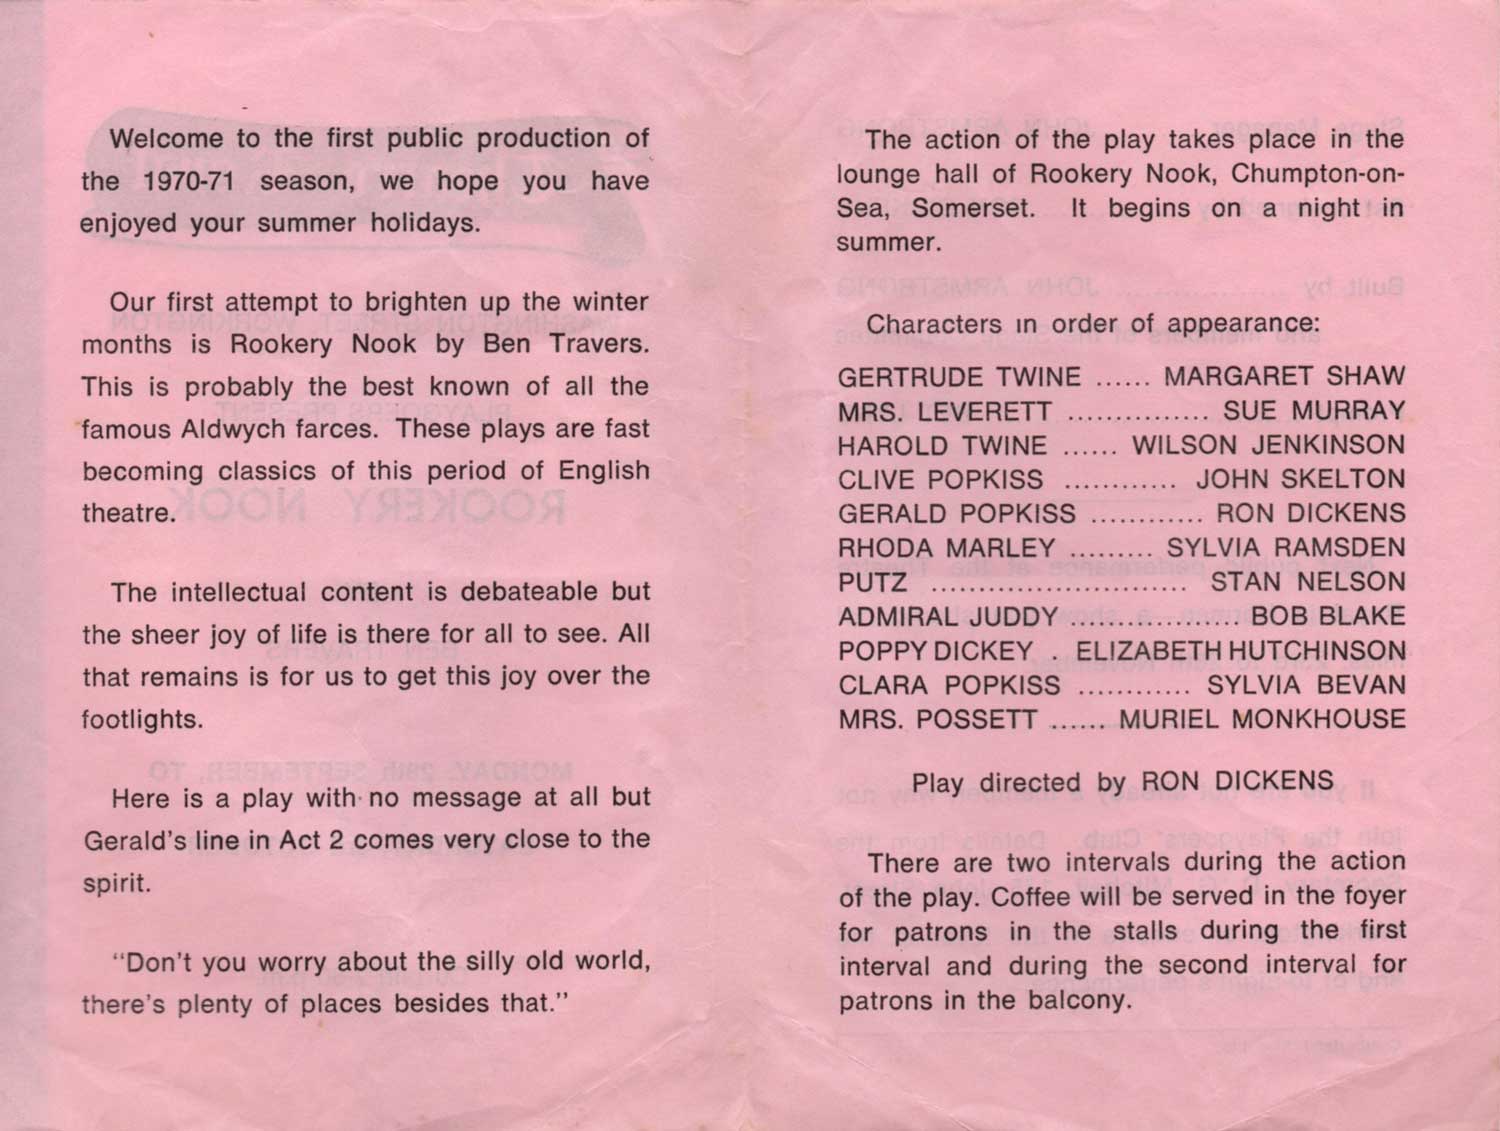 Welcome to the first public production of
the 1970-71 season, we hope you have
enjoyed your summer holidays.
Our first attempt to brighten up the winter
months is Rookery Nook by Ben Travers.
This is probably the best known of all the
famous Aldwych farces. These plays are fast
becoming classics of this period of English
theatre.
The intellectual content is debateable but
the sheer joy of life is there for all to see. All
that remains is for us to get this joy over the
footlights.
Here is a play with no message at all but
Gerald's line in Act 2 comes very close to the
spirit.
"Don't you worry about the silly old world,
there's plenty of places besides that."
The action of the play takes place in the
lounge hall of Rookery Nook, Chumpton-on-
Sea, Somerset. It begins on a night in
summer.
Characters in order of appearance:
GERTRUDE TWINE ...... MARGARET SHAW
MRS. LEVERETT ............... SUE MURRAY
HAROLD TWINE ...... WILSON JENKINSON
CLIVE POPKISS ............ JOHN SKELTON
GERALD POPKISS ............ RON DICKENS
RHODA MARLEY ......... SYLVIA RAMSDEN
PUTZ ........................... STAN NELSON
ADMIRAL JUDDY .................. BOB BLAKE
POPPY DICKEY . ELIZABETH HUTCHINSON
CLARA POPKISS ............ SYLVIA BEVAN
MRS. POSSETT ...... MURIEL MONKHOUSE
Play directed by RON DICKENS
There are two intervals during the action
of the play. Coffee will be served in the foyer
for patrons in the stalls during the first
interval and during the second interval for
patrons in the balcony.